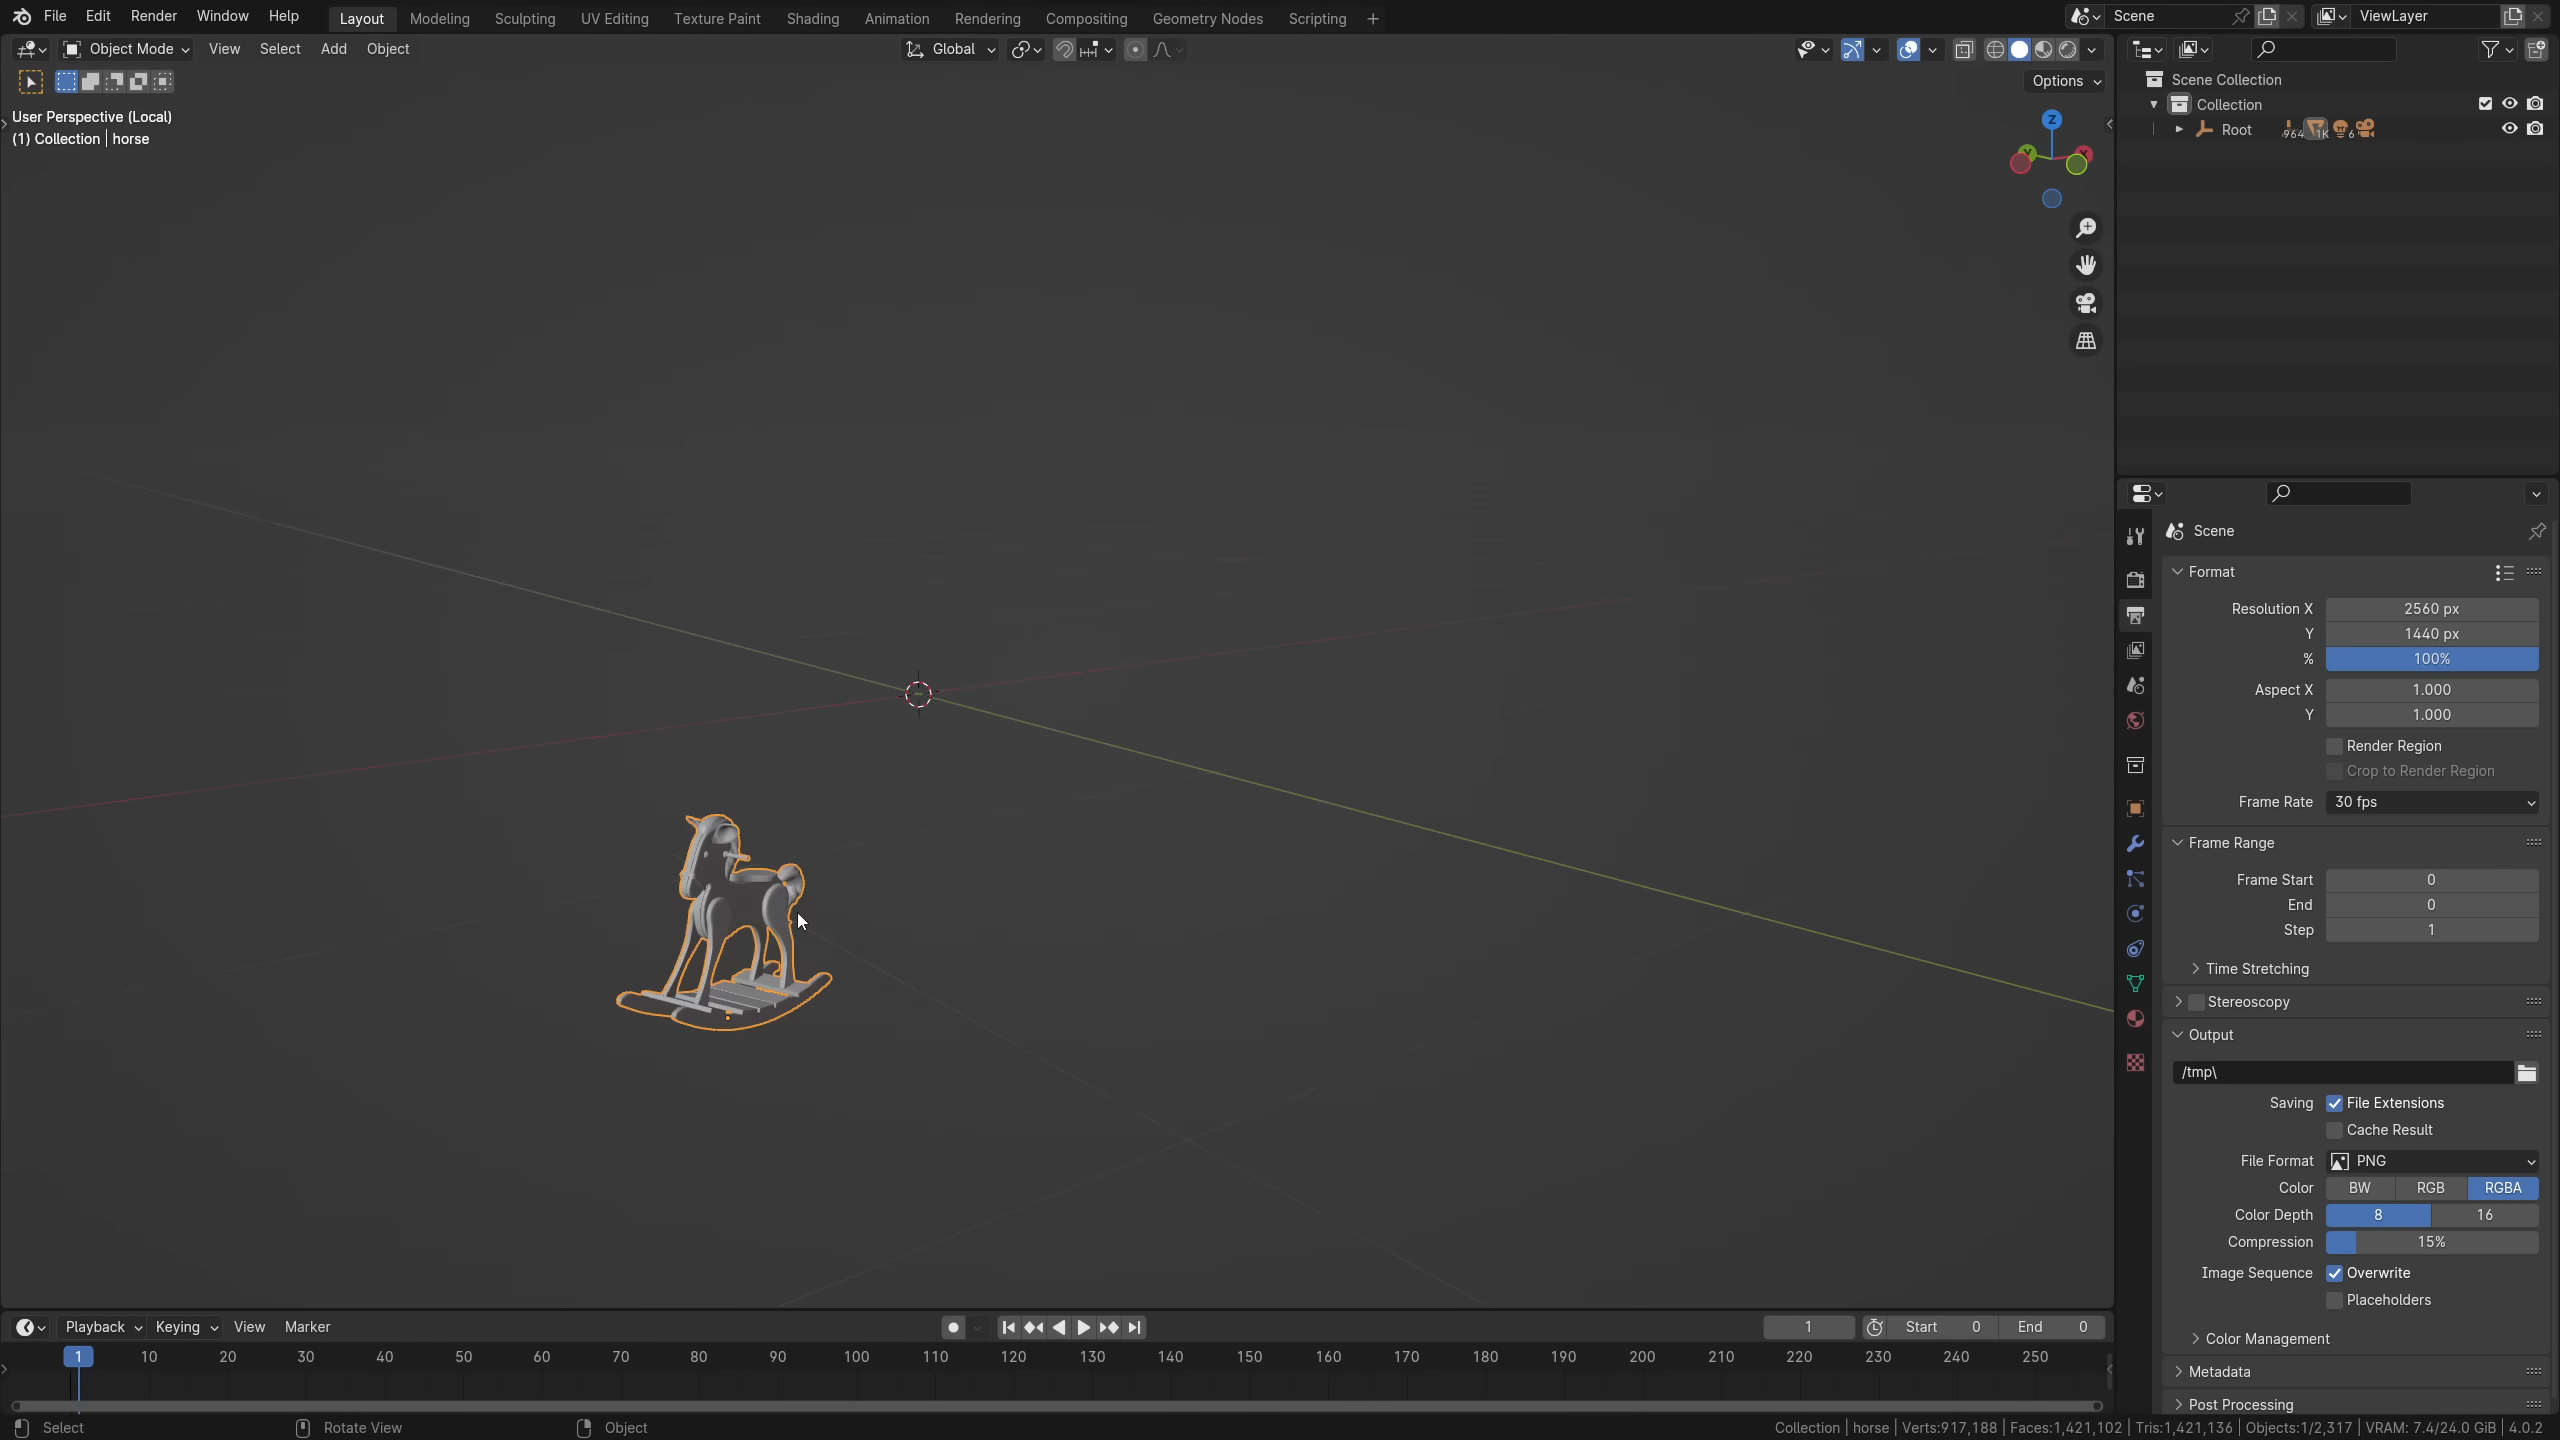 File Edit Render Window Help Layout Modeling Sculpting UV Editing Texture Paint Shading Animation Rendering Compositing Geometry Nodes Scripting + Scene ViewLayer
Object Mode View Select Add Object Global
Options
User Perspective (Local)
(1) Collection | horse
Z
Scene Collection
Collection
Root 964 1K 6
Scene
Format
Resolution X 2560 px
Y 1440 px
% 100%
Aspect X 1.000
Y 1.000
Render Region
Crop to Render Region
Frame Rate 30 fps
Frame Range
Frame Start 0
End 0
Step 1
Time Stretching
Stereoscopy
Output
/tmp\
Saving File Extensions
Cache Result
File Format PNG
Color BW RGB RGBA
Color Depth 8 16
Compression 15%
Image Sequence Overwrite
Placeholders
Color Management
Metadata
Post Processing
Playback Keying View Marker 1 Start 0 End 0
1 10 20 30 40 50 60 70 80 90 100 110 120 130 140 150 160 170 180 190 200 210 220 230 240 250
Select Rotate View Object Collection | horse | Verts:917,188 | Faces:1,421,102 | Tris:1,421,136 | Objects:1/2,317 | VRAM: 7.4/24.0 GiB | 4.0.2